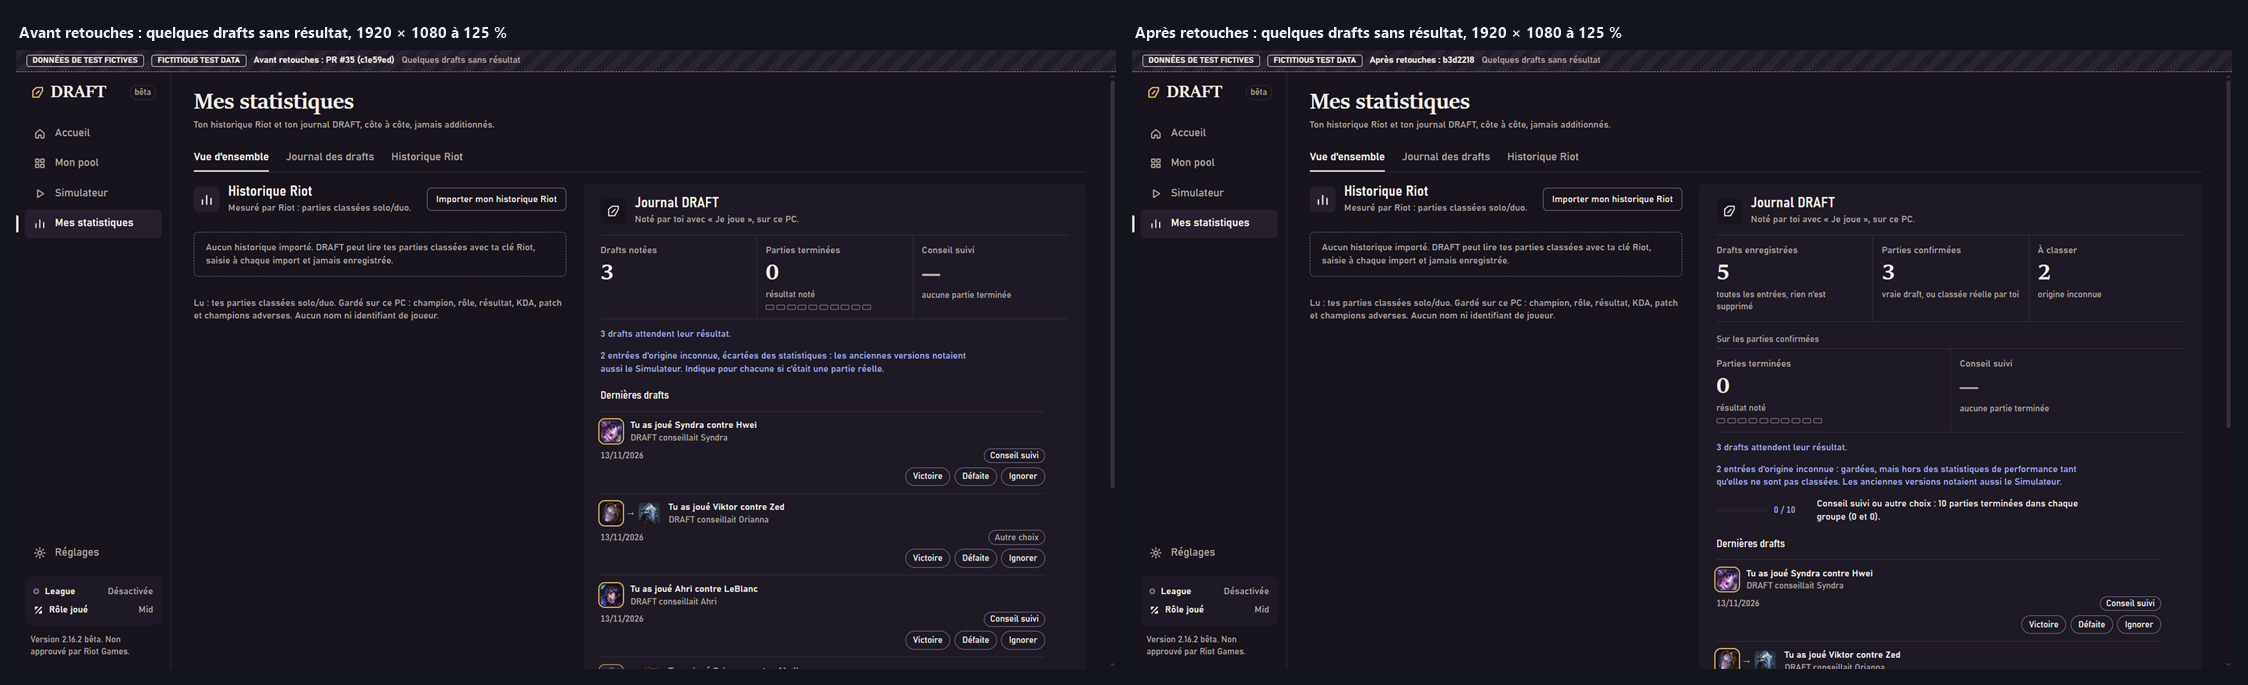 Avant retouches : quelques drafts sans résultat, 1920 × 1080 à 125 %
DONNÉES DE TEST FICTIVES FICTITIOUS TEST DATA Avant retouches : PR #35 (c1e59ed) Quelques drafts sans résultat
DRAFT bêta
Accueil
Mon pool
Simulateur
Mes statistiques
Réglages
League Désactivée
Rôle joué Mid
Version 2.16.2 bêta. Non
approuvé par Riot Games.
Mes statistiques
Ton historique Riot et ton journal DRAFT, côte à côte, jamais additionnés.
Vue d'ensemble Journal des drafts Historique Riot
Historique Riot
Mesuré par Riot : parties classées solo/duo.
Importer mon historique Riot
Aucun historique importé. DRAFT peut lire tes parties classées avec ta clé Riot,
saisie à chaque import et jamais enregistrée.
Lu : tes parties classées solo/duo. Gardé sur ce PC : champion, rôle, résultat, KDA, patch
et champions adverses. Aucun nom ni identifiant de joueur.
Journal DRAFT
Noté par toi avec « Je joue », sur ce PC.
Drafts notées
3
Parties terminées
0
résultat noté
Conseil suivi
—
aucune partie terminée
3 drafts attendent leur résultat.
2 entrées d'origine inconnue, écartées des statistiques : les anciennes versions notaient
aussi le Simulateur. Indique pour chacune si c'était une partie réelle.
Dernières drafts
Tu as joué Syndra contre Hwei
DRAFT conseillait Syndra
13/11/2026 Conseil suivi
Victoire Défaite Ignorer
→ Tu as joué Viktor contre Zed
DRAFT conseillait Orianna
13/11/2026 Autre choix
Victoire Défaite Ignorer
Tu as joué Ahri contre LeBlanc
DRAFT conseillait Ahri
13/11/2026 Conseil suivi
Victoire Défaite Ignorer
Après retouches : quelques drafts sans résultat, 1920 × 1080 à 125 %
DONNÉES DE TEST FICTIVES FICTITIOUS TEST DATA Après retouches : b3d2218 Quelques drafts sans résultat
DRAFT bêta
Accueil
Mon pool
Simulateur
Mes statistiques
Réglages
League Désactivée
Rôle joué Mid
Version 2.16.2 bêta. Non
approuvé par Riot Games.
Mes statistiques
Ton historique Riot et ton journal DRAFT, côte à côte, jamais additionnés.
Vue d'ensemble Journal des drafts Historique Riot
Historique Riot
Mesuré par Riot : parties classées solo/duo.
Importer mon historique Riot
Aucun historique importé. DRAFT peut lire tes parties classées avec ta clé Riot,
saisie à chaque import et jamais enregistrée.
Lu : tes parties classées solo/duo. Gardé sur ce PC : champion, rôle, résultat, KDA, patch
et champions adverses. Aucun nom ni identifiant de joueur.
Journal DRAFT
Noté par toi avec « Je joue », sur ce PC.
Drafts enregistrées
5
toutes les entrées, rien n'est
supprimé
Parties confirmées
3
vraie draft, ou classée réelle par toi
À classer
2
origine inconnue
Sur les parties confirmées
Parties terminées
0
résultat noté
Conseil suivi
—
aucune partie terminée
3 drafts attendent leur résultat.
2 entrées d'origine inconnue : gardées, mais hors des statistiques de performance tant
qu'elles ne sont pas classées. Les anciennes versions notaient aussi le Simulateur.
0 / 10
Conseil suivi ou autre choix : 10 parties terminées dans chaque
groupe (0 et 0).
Dernières drafts
Tu as joué Syndra contre Hwei
DRAFT conseillait Syndra
13/11/2026 Conseil suivi
Victoire Défaite Ignorer
→ Tu as joué Viktor contre Zed
DRAFT conseillait Orianna